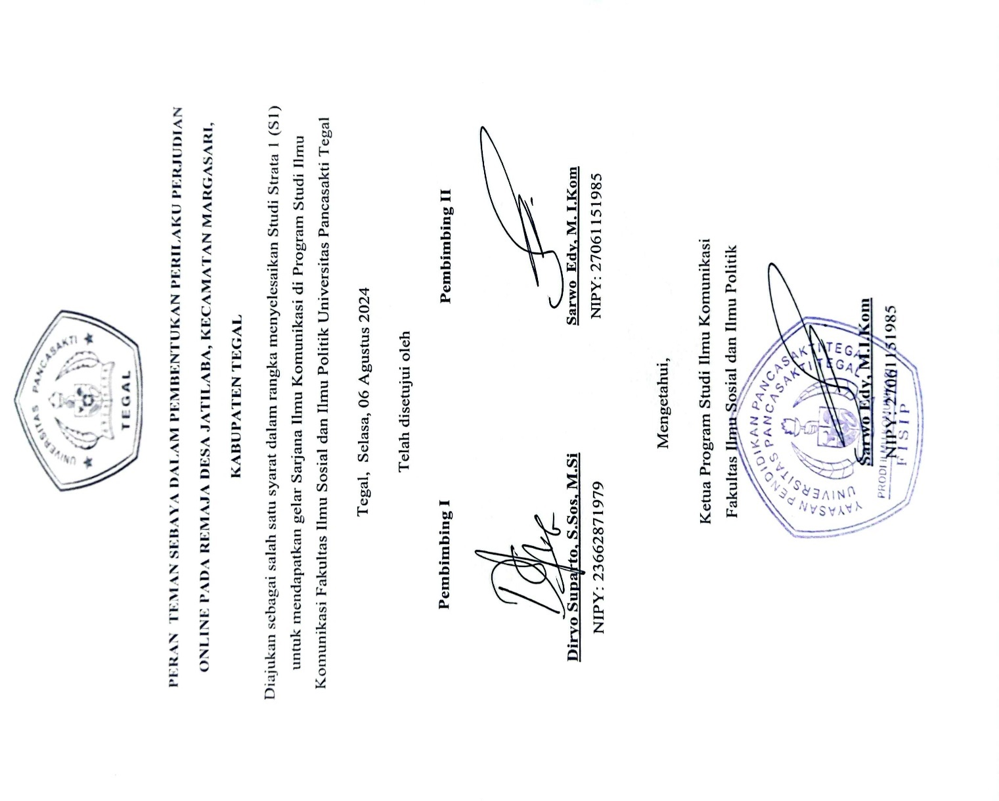 UNIVERSITAS PANCASAKTI
TEGAL
PERAN TEMAN SEBAYA DALAM PEMBENTUKAN PERILAKU PERJUDIAN
ONLINE PADA REMAJA DESA JATILABA, KECAMATAN MARGASARI,
KABUPATEN TEGAL
Diajukan sebagai salah satu syarat dalam rangka menyelesaikan Studi Strata 1 (S1)
untuk mendapatkan gelar Sarjana Ilmu Komunikasi di Program Studi Ilmu
Komunikasi Fakultas Ilmu Sosial dan Ilmu Politik Universitas Pancasakti Tegal
Tegal, Selasa, 06 Agustus 2024
Telah disetujui oleh
Pembimbing I
Pembimbing II
Diryo Suparto, S.Sos, M.Si
Sarwo Edy, M. I.Kom
NIPY: 23662871979
NIPY: 27061151985
Mengetahui,
Ketua Program Studi Ilmu Komunikasi
Fakultas Ilmu Sosial dan Ilmu Politik
YAYASAN PENDIDIKAN PANCASAKTI TEGAL
UNIVERSITAS PANCASAKTI TEGAL
Sarwo Edy, M.I.Kom
NIPY: 27061151985
PRODI ILMU
FISIP